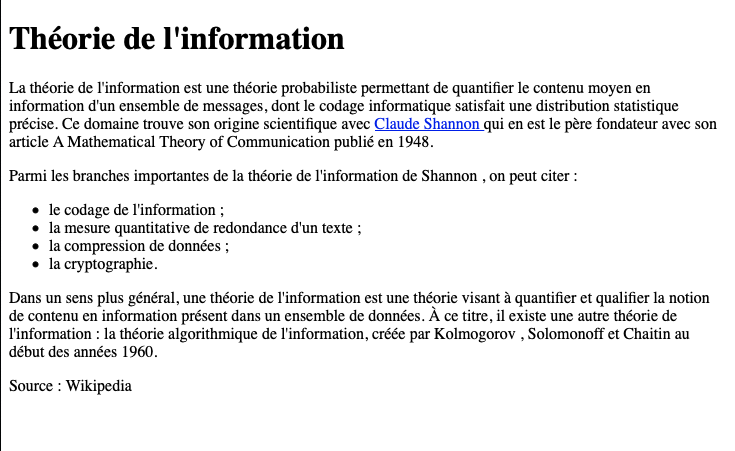 Théorie de l'information
La théorie de l'information est une théorie probabiliste permettant de quantifier le contenu moyen en
information d'un ensemble de messages, dont le codage informatique satisfait une distribution statistique
précise. Ce domaine trouve son origine scientifique avec Claude Shannon qui en est le père fondateur avec son
article A Mathematical Theory of Communication publié en 1948.
Parmi les branches importantes de la théorie de l'information de Shannon , on peut citer :
• le codage de l'information ;
• la mesure quantitative de redondance d'un texte ;
• la compression de données ;
• la cryptographie.
Dans un sens plus général, une théorie de l'information est une théorie visant à quantifier et qualifier la notion
de contenu en information présent dans un ensemble de données. À ce titre, il existe une autre théorie de
l'information : la théorie algorithmique de l'information, créée par Kolmogorov , Solomonoff et Chaitin au
début des années 1960.
Source : Wikipedia